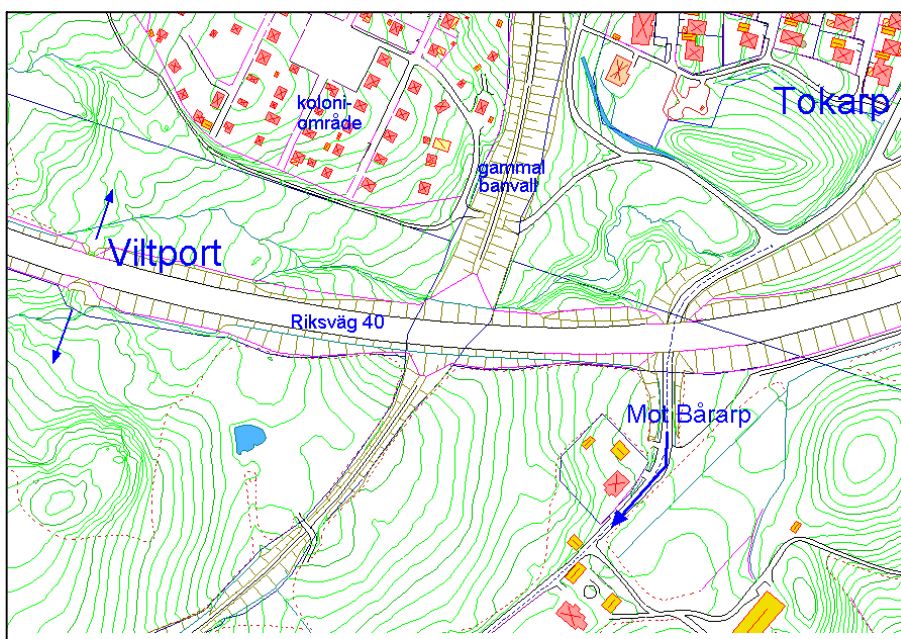 koloni-
område
Tokarp
gammal
banvall
Viltport
Riksväg 40
Mot Bårarp